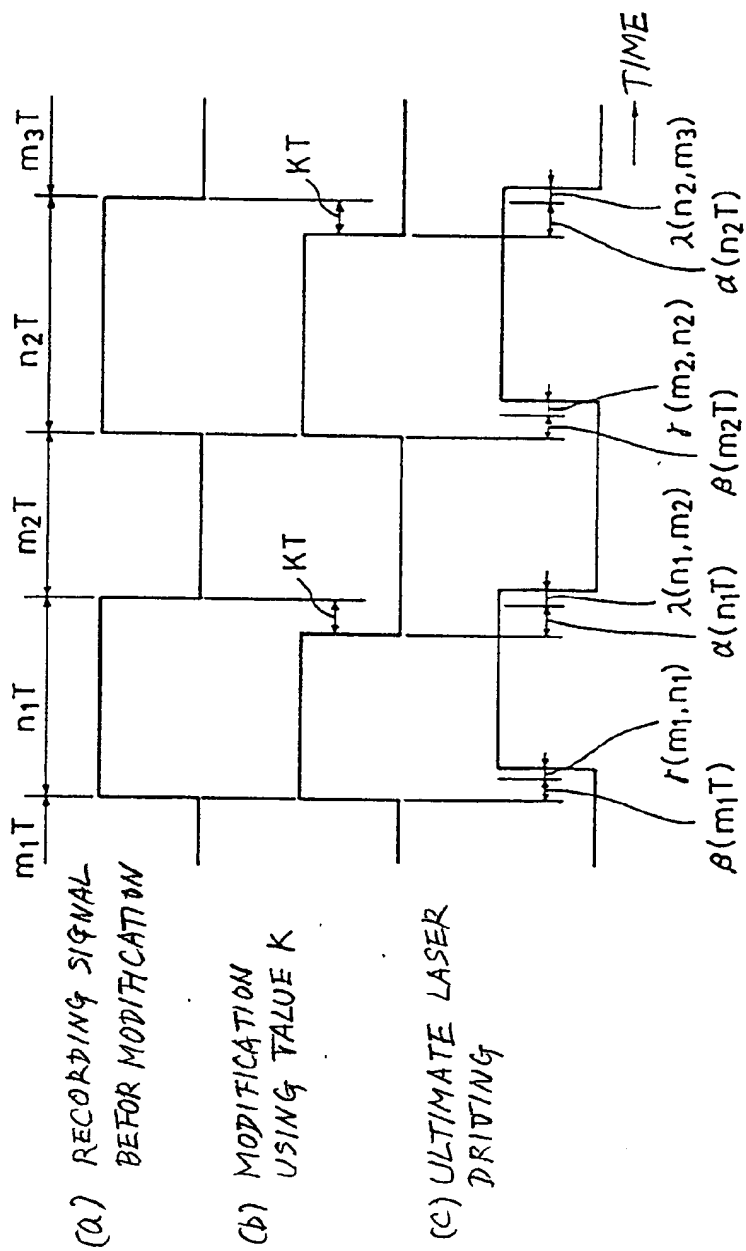 m1T
n1T
m2T
n2T
m3T
(a) RECORDING SIGNAL
BEFOR MODIFICATION
KT
KT
(b) MODIFICATION
USING VALUE K
(c) ULTIMATE LASER
DRIVING
TIME
β(m1T)
γ(m1,n1)
α(n1T)
λ(n1,m2)
β(m2T)
γ(m2,n2)
α(n2T)
λ(n2,m3)